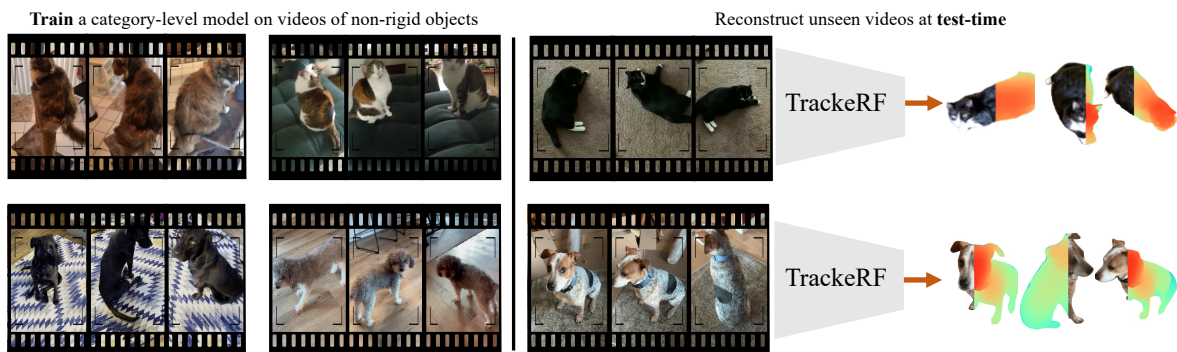 Train a category-level model on videos of non-rigid objects
Reconstruct unseen videos at test-time
TrackeRF
TrackeRF